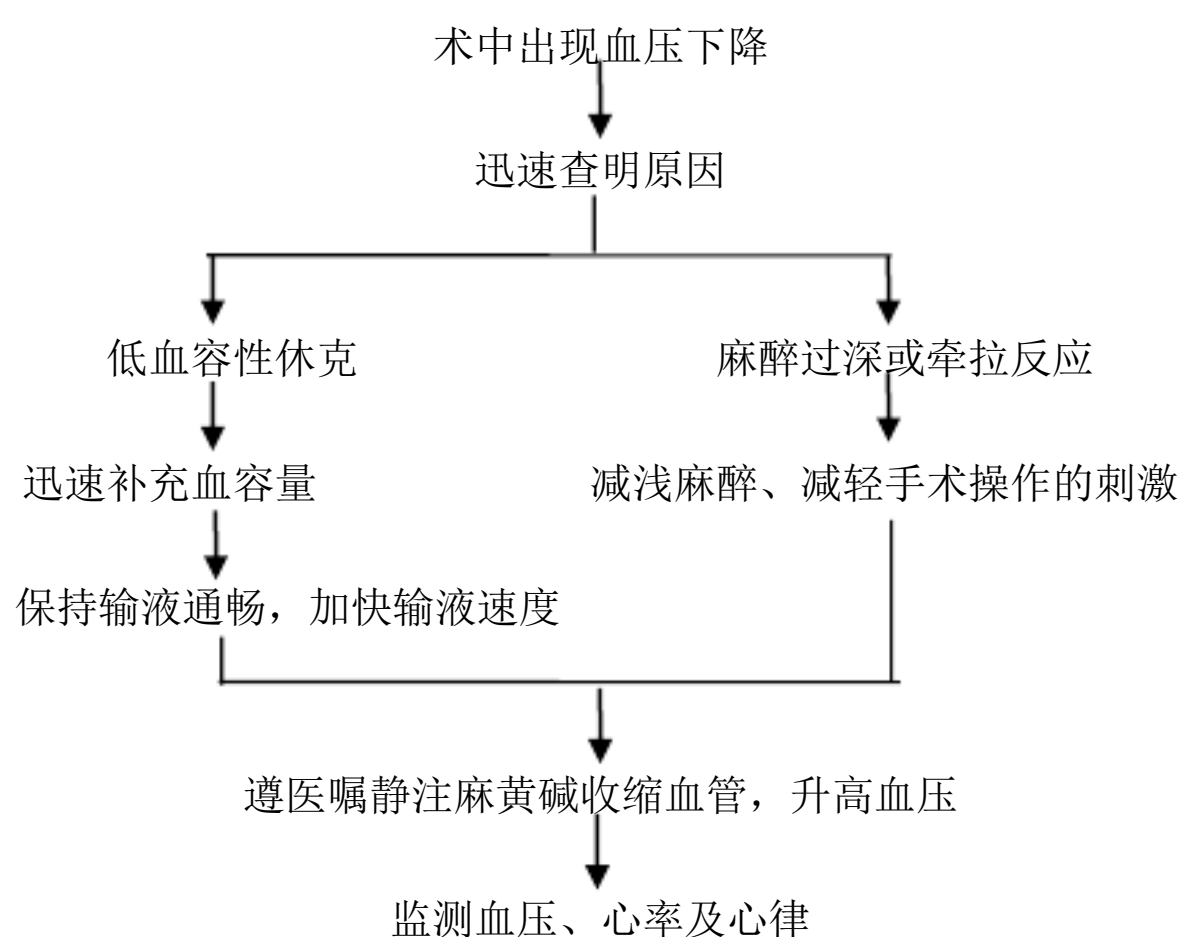 术中出现血压下降
迅速查明原因
低血容性休克
麻醉过深或牵拉反应
迅速补充血容量
减浅麻醉、减轻手术操作的刺激
保持输液通畅，加快输液速度
遵医嘱静注麻黄碱收缩血管，升高血压
监测血压、心率及心律